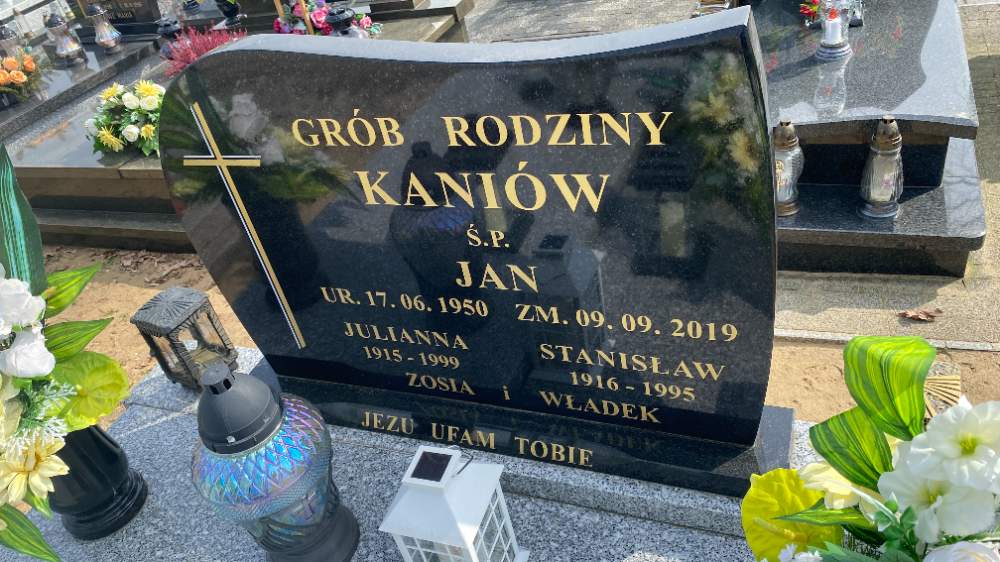 GRÓB RODZINY
KANIÓW
Ś.P.
JAN
UR. 17. 06. 1950 ZM. 09. 09. 2019
JULIANNA STANISŁAW
1915 - 1999 1916 - 1995
ZOSIA i WŁADEK
JEZU UFAM TOBIE